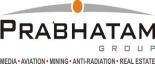 PRABHATAM
GROUP
MEDIA • AVIATION • MINING • ANTI-RADIATION • REAL ESTATE